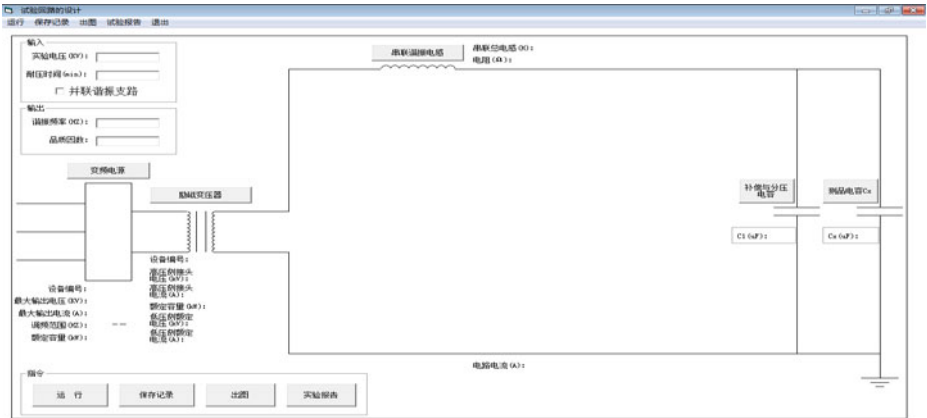 试验回路的设计
运行 保存记录 出图 试验报告 退出
输入
实验电压(KV):
耐压时间(min):
并联谐振支路
输出
谐振频率(HZ):
品质因数:
变频电源
励磁变压器
串联谐振电感
串联总电感(H):
电阻(Ω):
补偿与分压电容
C1(uF):
测品电容Cx
Cx(uF):
设备编号:
最大输出电压(KV):
最大输出电流(A):
调频范围(HZ): --
额定容量(kW):
设备编号:
高压侧接头
电压(kV):
高压侧接头
电流(A):
额定容量(kW):
低压侧额定
电压(kV):
低压侧额定
电流(A):
电路电流(A):
指令
运 行
保存记录
出图
实验报告